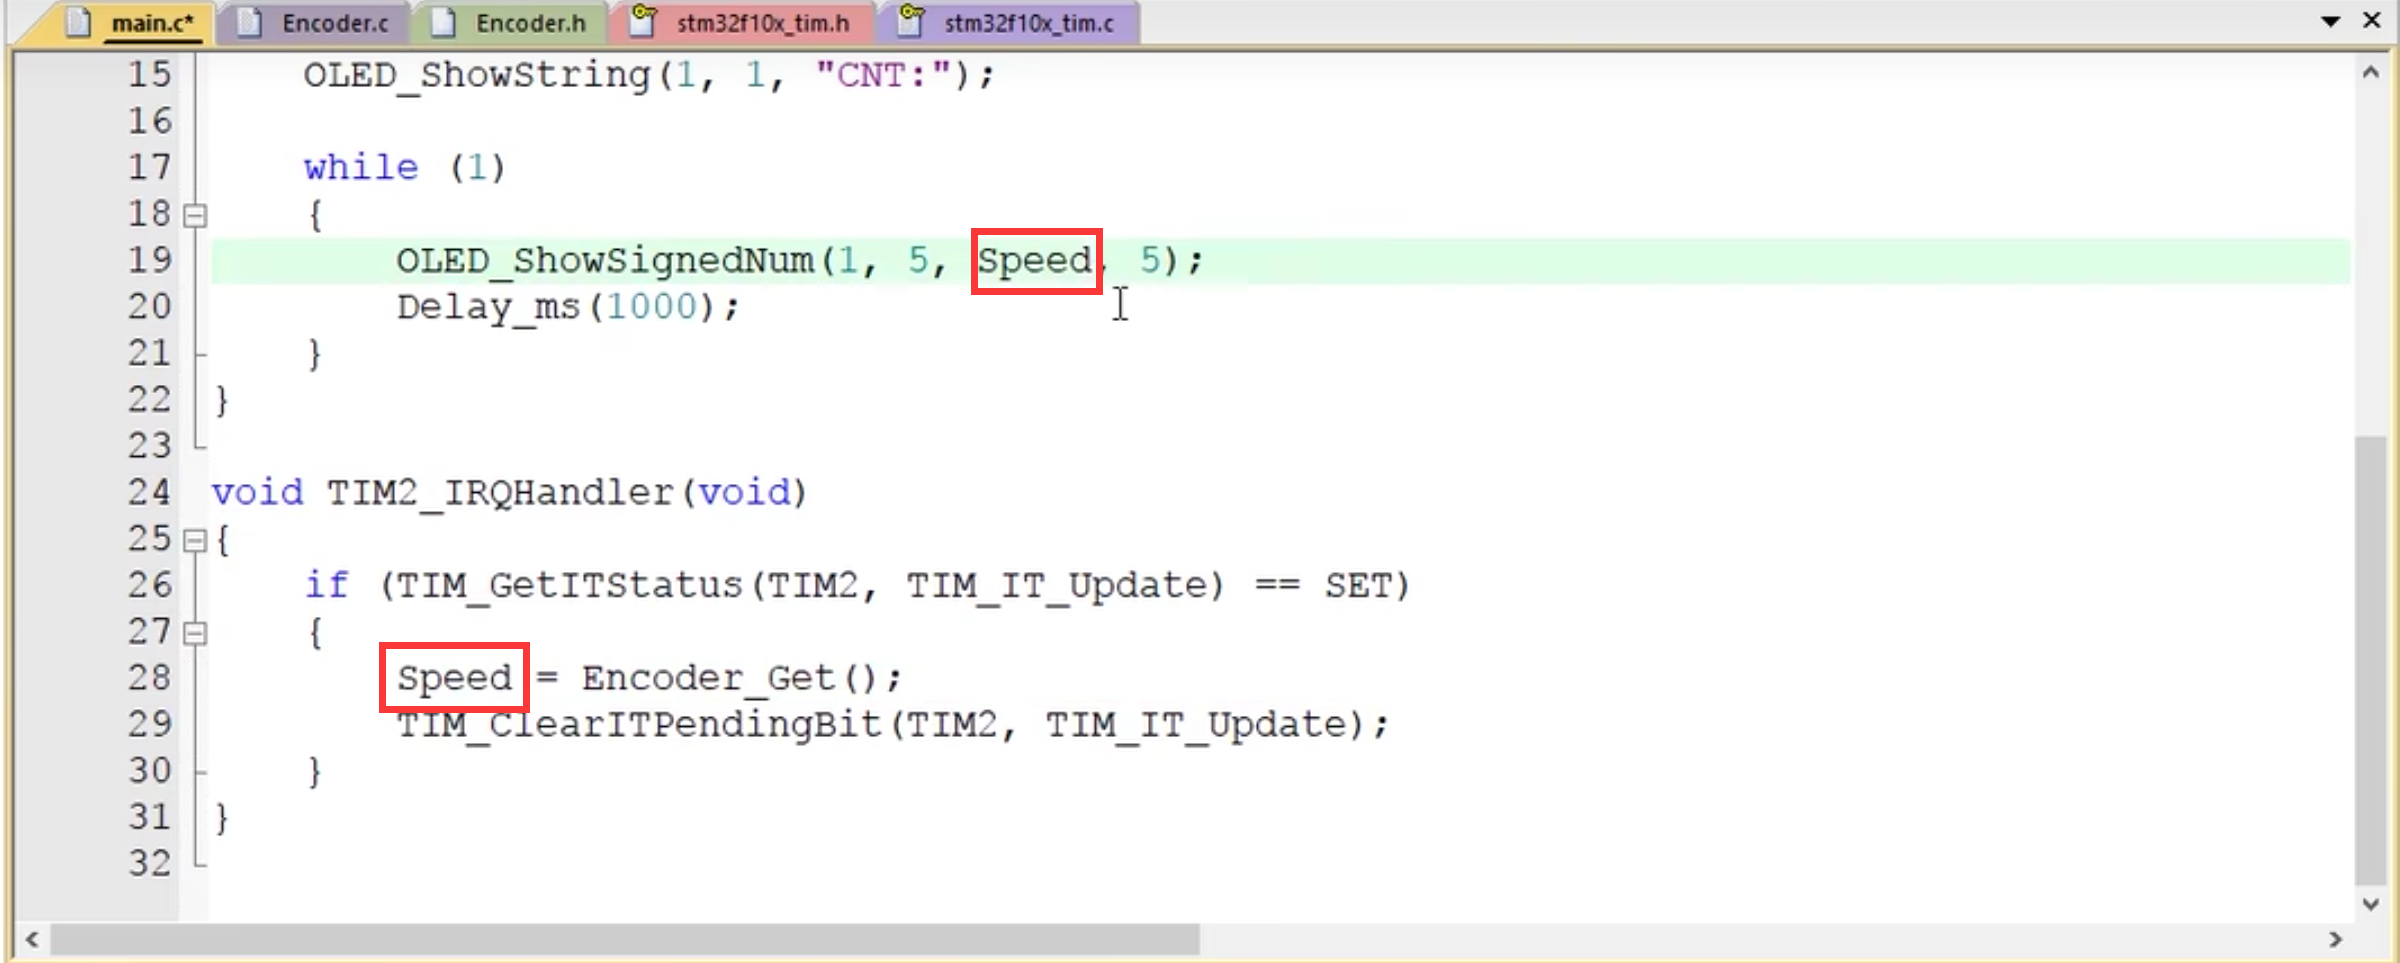 main.c* Encoder.c Encoder.h stm32f10x_tim.h stm32f10x_tim.c
15 OLED_ShowString(1, 1, "CNT:");
16
17 while (1)
18 {
19 OLED_ShowSignedNum(1, 5, Speed, 5);
20 Delay_ms(1000);
21 }
22 }
23
24 void TIM2_IRQHandler(void)
25 {
26 if (TIM_GetITStatus(TIM2, TIM_IT_Update) == SET)
27 {
28 Speed = Encoder_Get();
29 TIM_ClearITPendingBit(TIM2, TIM_IT_Update);
30 }
31 }
32